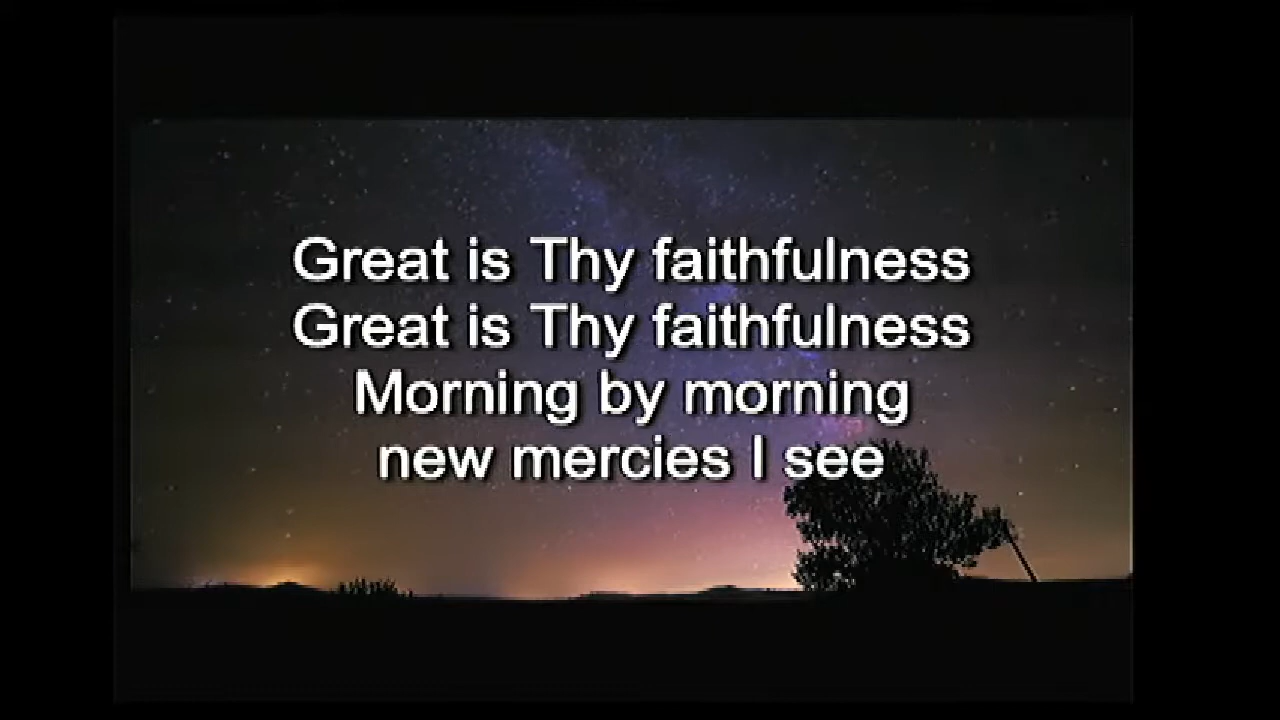 Great is Thy faithfulness
Great is Thy faithfulness
Morning by morning
new mercies I see